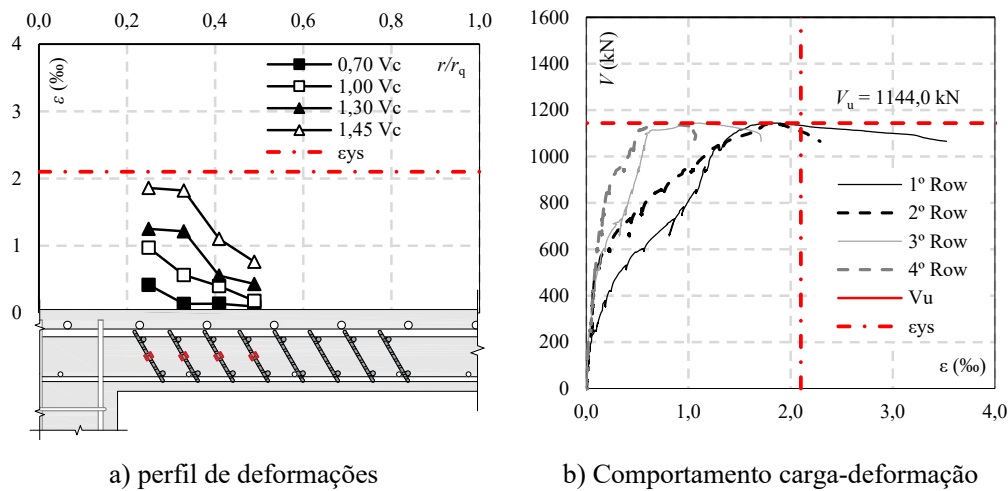 0,0 0,2 0,4 0,6 0,8 1,0
4
3
2
1
0
ε (‰)
r/rq
0,70 Vc
1,00 Vc
1,30 Vc
1,45 Vc
εys
a) perfil de deformações
1600
1400
1200
1000
800
600
400
200
0
V (kN)
Vu = 1144,0 kN
1º Row
2º Row
3º Row
4º Row
Vu
εys
ε (‰)
0,0 1,0 2,0 3,0 4,0
b) Comportamento carga-deformação